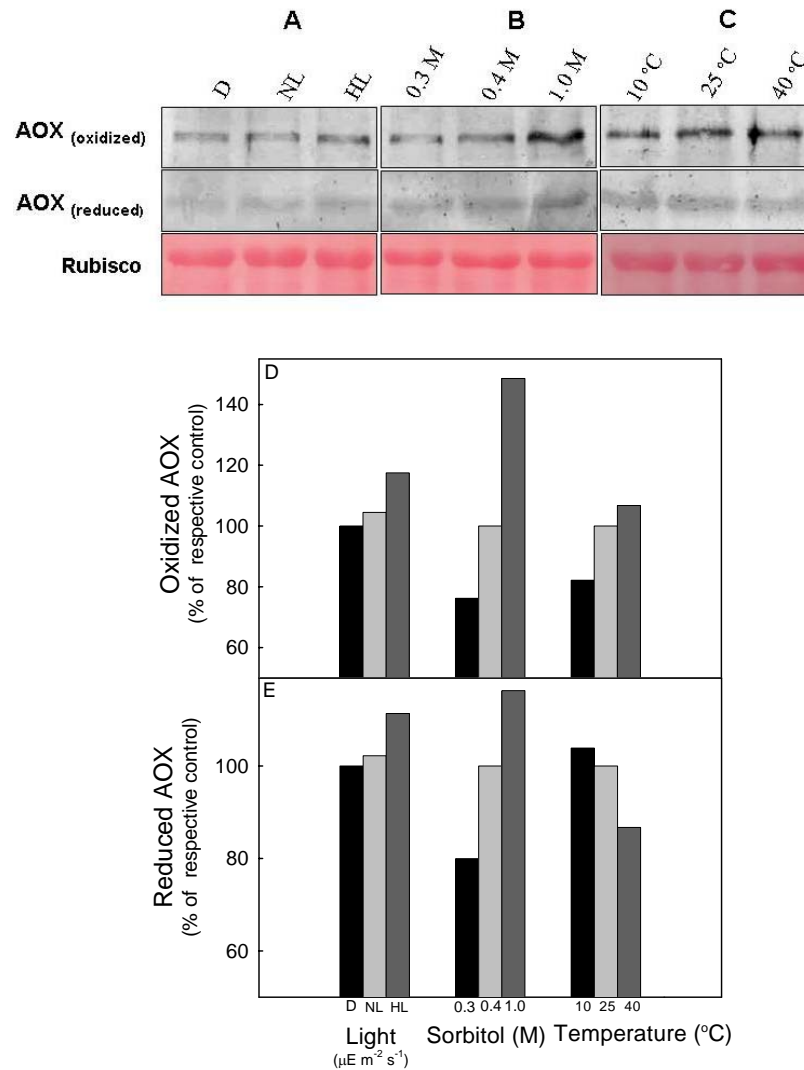 A B C
D NL HL 0.3 M 0.4 M 1.0 M 10 °C 25 °C 40 °C
AOX (oxidized)
AOX (reduced)
Rubisco
D
Oxidized AOX
(% of respective control)
140
120
100
80
60
E
Reduced AOX
(% of respective control)
100
80
60
D NL HL 0.3 0.4 1.0 10 25 40
Light Sorbitol (M) Temperature (°C)
(µE m⁻² s⁻¹)